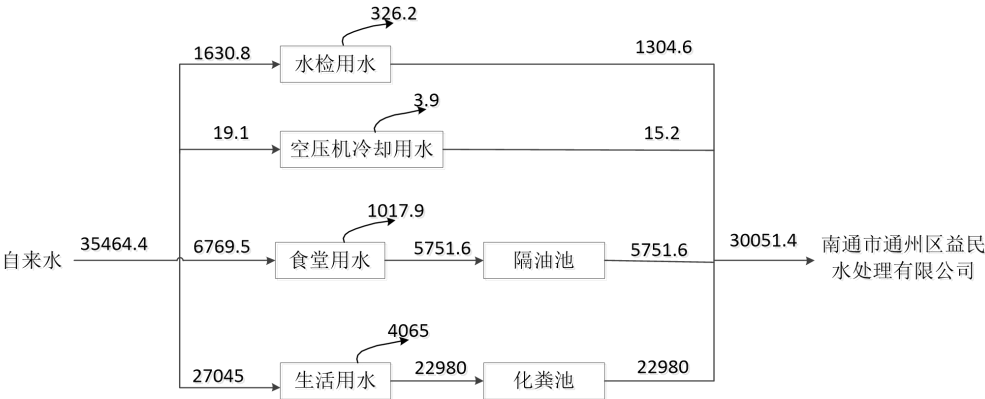 326.2
1630.8
水检用水
1304.6
3.9
19.1
空压机冷却用水
15.2
1017.9
自来水
35464.4
6769.5
食堂用水
5751.6
隔油池
5751.6
30051.4
南通市通州区益民
水处理有限公司
4065
27045
生活用水
22980
化粪池
22980